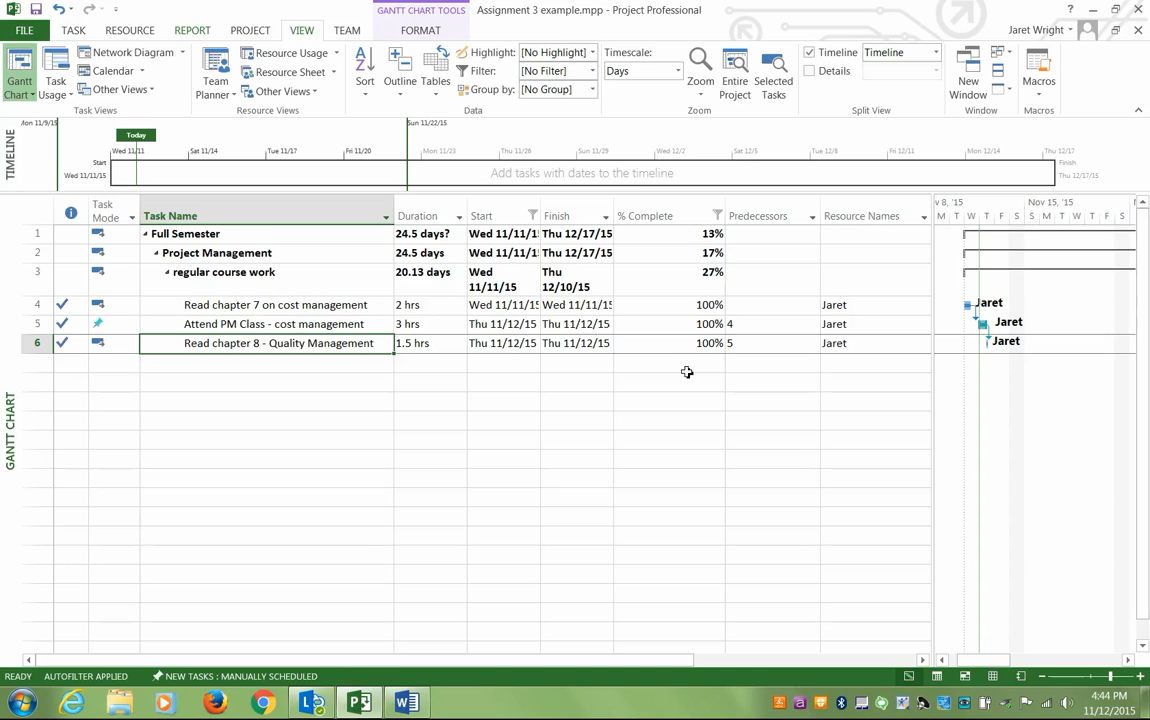 GANTT CHART TOOLS
Assignment 3 example.mpp - Project Professional
FILE TASK RESOURCE REPORT PROJECT VIEW TEAM FORMAT
Jaret Wright
Gantt Chart
Task Usage
Network Diagram
Calendar
Other Views
Task Views
Team Planner
Resource Usage
Resource Sheet
Other Views
Resource Views
Sort
Outline
Tables
Highlight: [No Highlight]
Filter: [No Filter]
Group by: [No Group]
Data
Timescale:
Days
Zoom
Entire Project
Selected Tasks
Zoom
Timeline Timeline
Details
Split View
New Window
Window
Macros
Macros
TIMELINE
Mon 11/9/15
Sun 11/22/15
Today
Wed 11/11 Sat 11/14 Tue 11/17 Fri 11/20 Mon 11/23 Thu 11/26 Sun 11/29 Wed 12/2 Sat 12/5 Tue 12/8 Fri 12/11 Mon 12/14 Thu 12/17
Start
Wed 11/11/15
Add tasks with dates to the timeline
Finish
Thu 12/17/15
GANTT CHART
Task Mode Task Name Duration Start Finish % Complete Predecessors Resource Names
v 8, '15 Nov 15, '15
M T W T F S S M T W T F S
1 Full Semester 24.5 days? Wed 11/11/1 Thu 12/17/15 13%
2 Project Management 24.5 days Wed 11/11/1 Thu 12/17/15 17%
3 regular course work 20.13 days Wed 11/11/15 Thu 12/10/15 27%
4 Read chapter 7 on cost management 2 hrs Wed 11/11/1 Wed 11/11/15 100% Jaret
Jaret
5 Attend PM Class - cost management 3 hrs Thu 11/12/15 Thu 11/12/15 100% 4 Jaret
Jaret
6 Read chapter 8 - Quality Management 1.5 hrs Thu 11/12/15 Thu 11/12/15 100% 5 Jaret
Jaret
READY AUTOFILTER APPLIED NEW TASKS : MANUALLY SCHEDULED
4:44 PM
11/12/2015